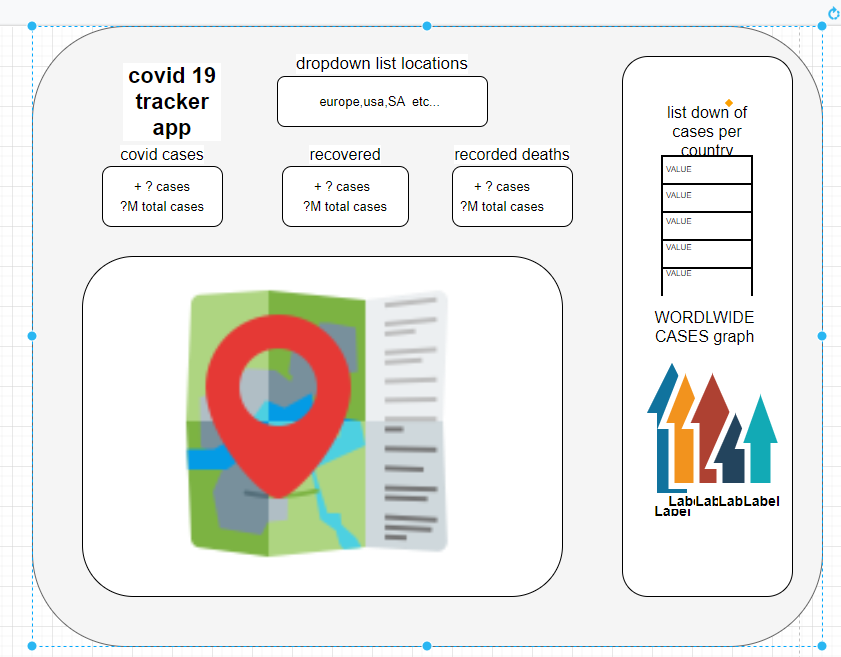 covid 19
tracker
app
dropdown list locations
europe,usa,SA  etc...
covid cases
+ ? cases
?M total cases
recovered
+ ? cases
?M total cases
recorded deaths
+ ? cases
?M total cases
list down of
cases per
country
VALUE
VALUE
VALUE
VALUE
VALUE
WORDLWIDE
CASES graph
Label
Label